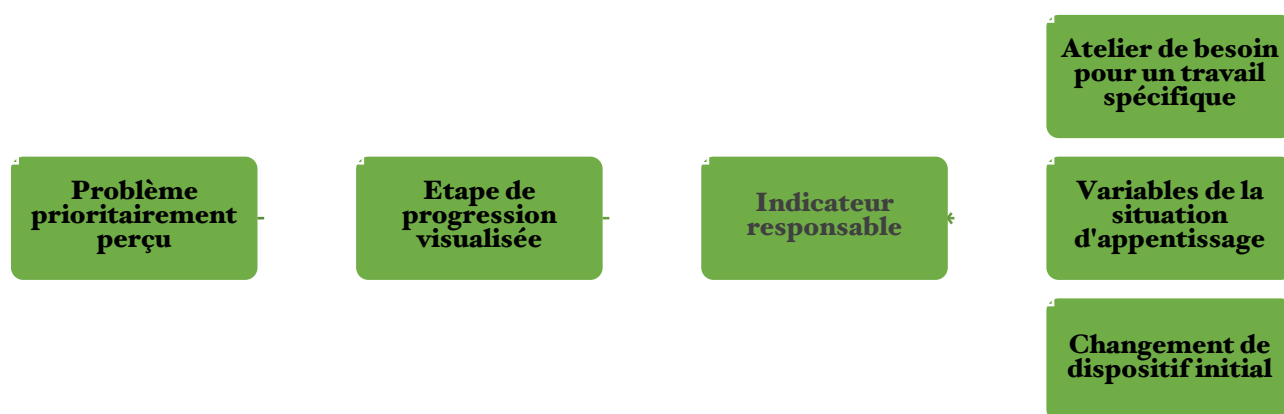 Problème
prioritairement
perçu
Etape de
progression
visualisée
Indicateur
responsable
Atelier de besoin
pour un travail
spécifique
Variables de la
situation
d'appentissage
Changement de
dispositif initial